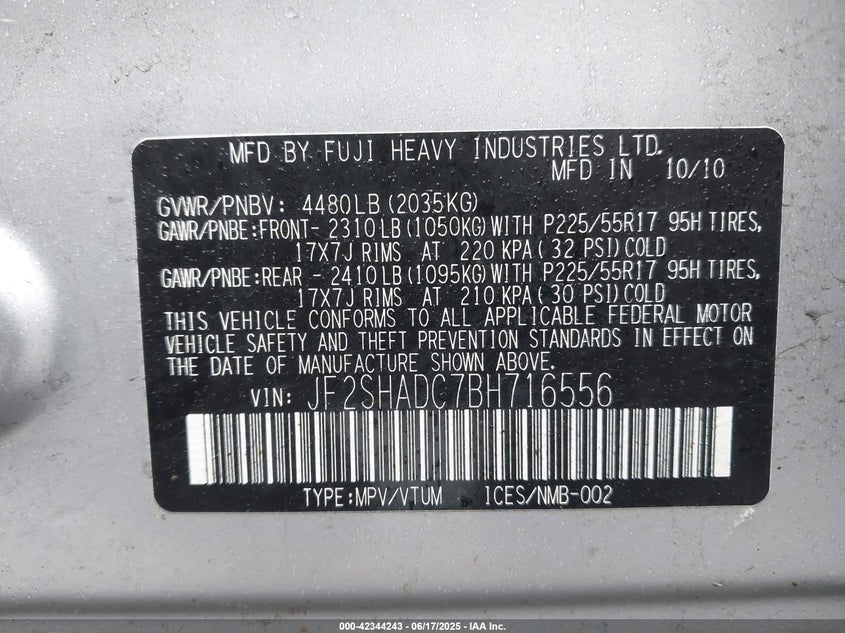 MFD BY FUJI HEAVY INDUSTRIES LTD.
MFD IN 10/10
GVWR/PNBV: 4480LB (2035KG)
GAWR/PNBE:FRONT- 2310LB (1050KG) WITH P225/55R17 95H TIRES,
17X7J RIMS AT 220 KPA ( 32 PSI) COLD
GAWR/PNBE:REAR - 2410LB (1095KG) WITH P225/55R17 95H TIRES,
17X7J RIMS AT 210 KPA ( 30 PSI) COLD
THIS VEHICLE CONFORMS TO ALL APPLICABLE FEDERAL MOTOR
VEHICLE SAFETY AND THEFT PREVENTION STANDARDS IN EFFECT ON
THE DATE OF MANUFACTURE SHOWN ABOVE.
VIN: JF2SHADC7BH716556
TYPE:MPV/VTUM ICES/NMB-002
000-42344243 - 06/17/2025 - IAA Inc.